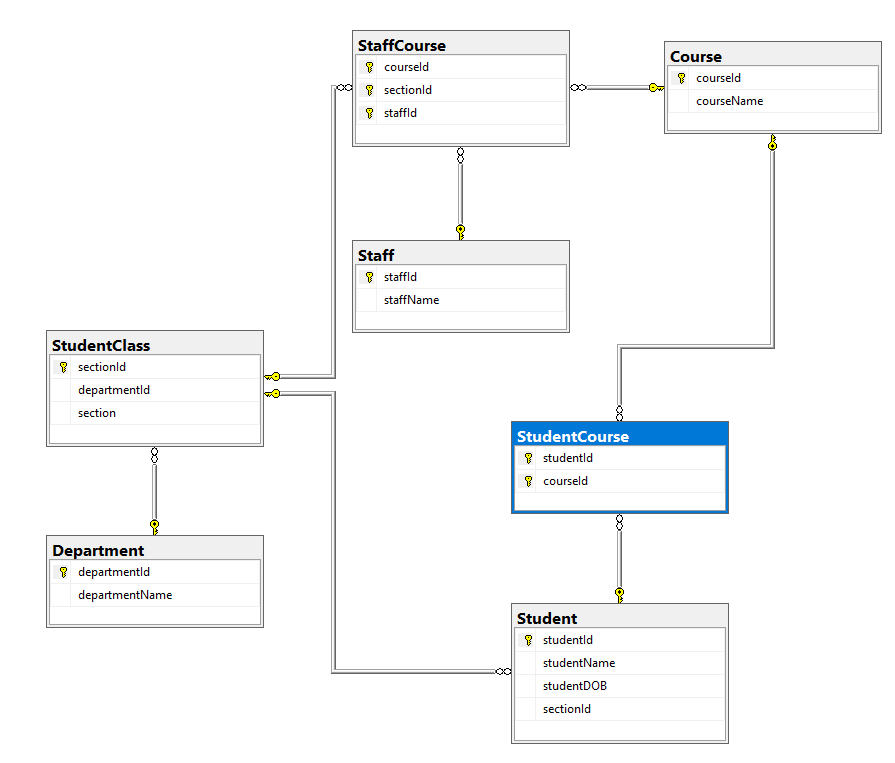 StaffCourse
courseId
sectionId
staffId
Course
courseId
courseName
Staff
staffId
staffName
StudentClass
sectionId
departmentId
section
StudentCourse
studentId
courseId
Department
departmentId
departmentName
Student
studentId
studentName
studentDOB
sectionId